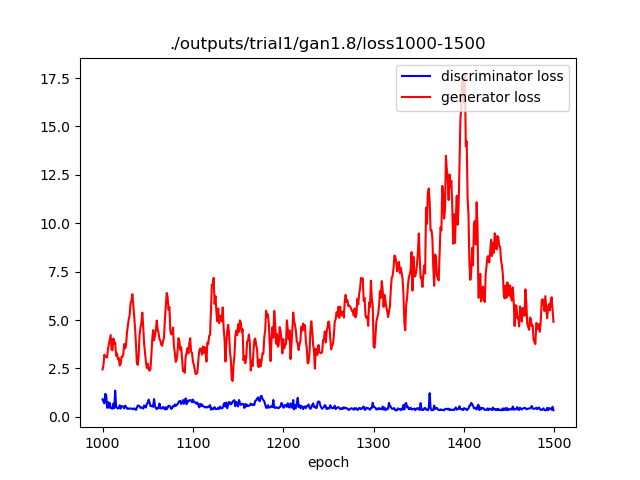 ./outputs/trial1/gan1.8/loss1000-1500
discriminator loss
generator loss
17.5
15.0
12.5
10.0
7.5
5.0
2.5
0.0
1000 1100 1200 1300 1400 1500
epoch